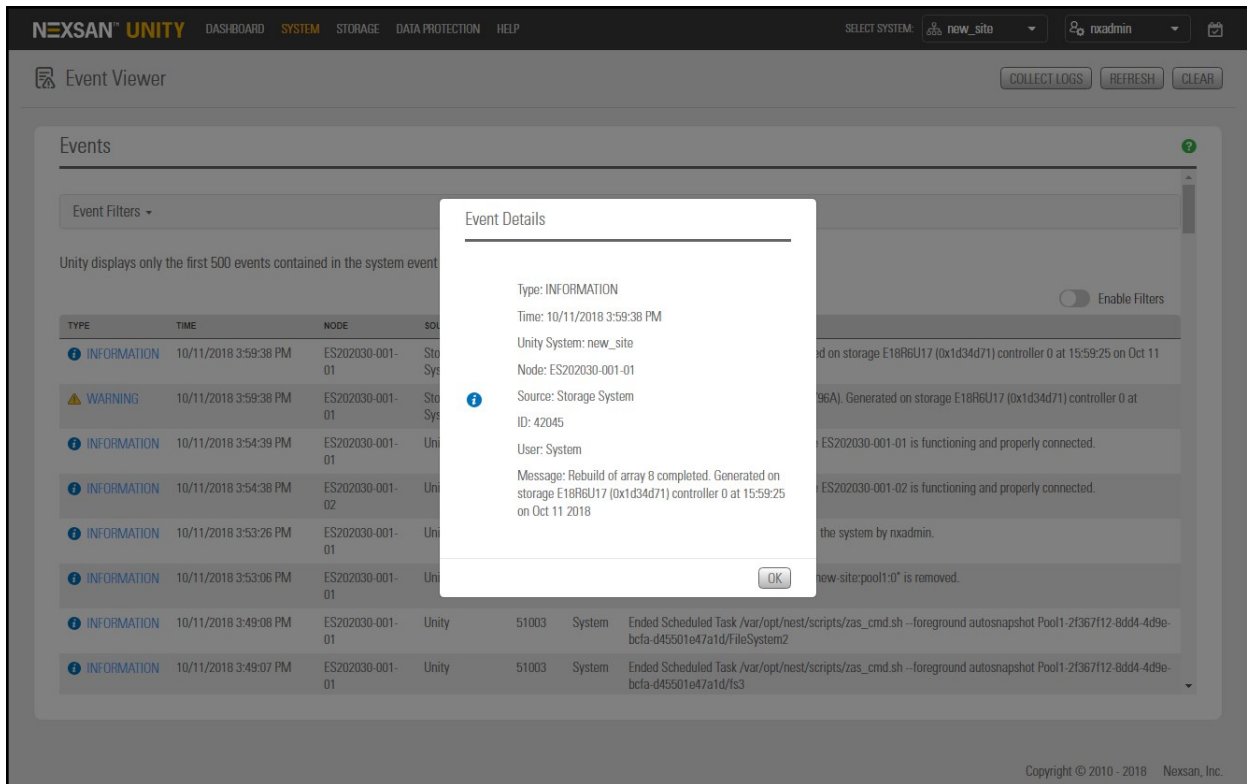 NEXSAN™ UNITY DASHBOARD SYSTEM STORAGE DATA PROTECTION HELP SELECT SYSTEM: new_site nxadmin
Event Viewer COLLECT LOGS REFRESH CLEAR
Events
Event Filters
Unity displays only the first 500 events contained in the system event
Enable Filters
TYPE TIME NODE
INFORMATION 10/11/2018 3:59:38 PM ES202030-001- ed on storage E18R6U17 (0x1d34d71) controller 0 at 15:59:25 on Oct 11
01
WARNING 10/11/2018 3:59:38 PM ES202030-001- 96A). Generated on storage E18R6U17 (0x1d34d71) controller 0 at
01
INFORMATION 10/11/2018 3:54:39 PM ES202030-001- Uni ES202030-001-01 is functioning and properly connected.
01
INFORMATION 10/11/2018 3:54:38 PM ES202030-001- Uni ES202030-001-02 is functioning and properly connected.
02
INFORMATION 10/11/2018 3:53:26 PM ES202030-001- Uni the system by nxadmin.
01
INFORMATION 10/11/2018 3:53:06 PM ES202030-001- Uni new-site:pool1:0" is removed.
01
INFORMATION 10/11/2018 3:49:08 PM ES202030-001- Unity 51003 System Ended Scheduled Task /var/opt/nest/scripts/zas_cmd.sh --foreground autosnapshot Pool1-2f367f12-8dd4-4d9e-
01 bcfa-d45501e47a1d/FileSystem2
INFORMATION 10/11/2018 3:49:07 PM ES202030-001- Unity 51003 System Ended Scheduled Task /var/opt/nest/scripts/zas_cmd.sh --foreground autosnapshot Pool1-2f367f12-8dd4-4d9e-
01 bcfa-d45501e47a1d/fs3
Event Details
Type: INFORMATION
Time: 10/11/2018 3:59:38 PM
Unity System: new_site
Node: ES202030-001-01
Source: Storage System
ID: 42045
User: System
Message: Rebuild of array 8 completed. Generated on
storage E18R6U17 (0x1d34d71) controller 0 at 15:59:25
on Oct 11 2018
OK
Copyright © 2010 - 2018 Nexsan, Inc.